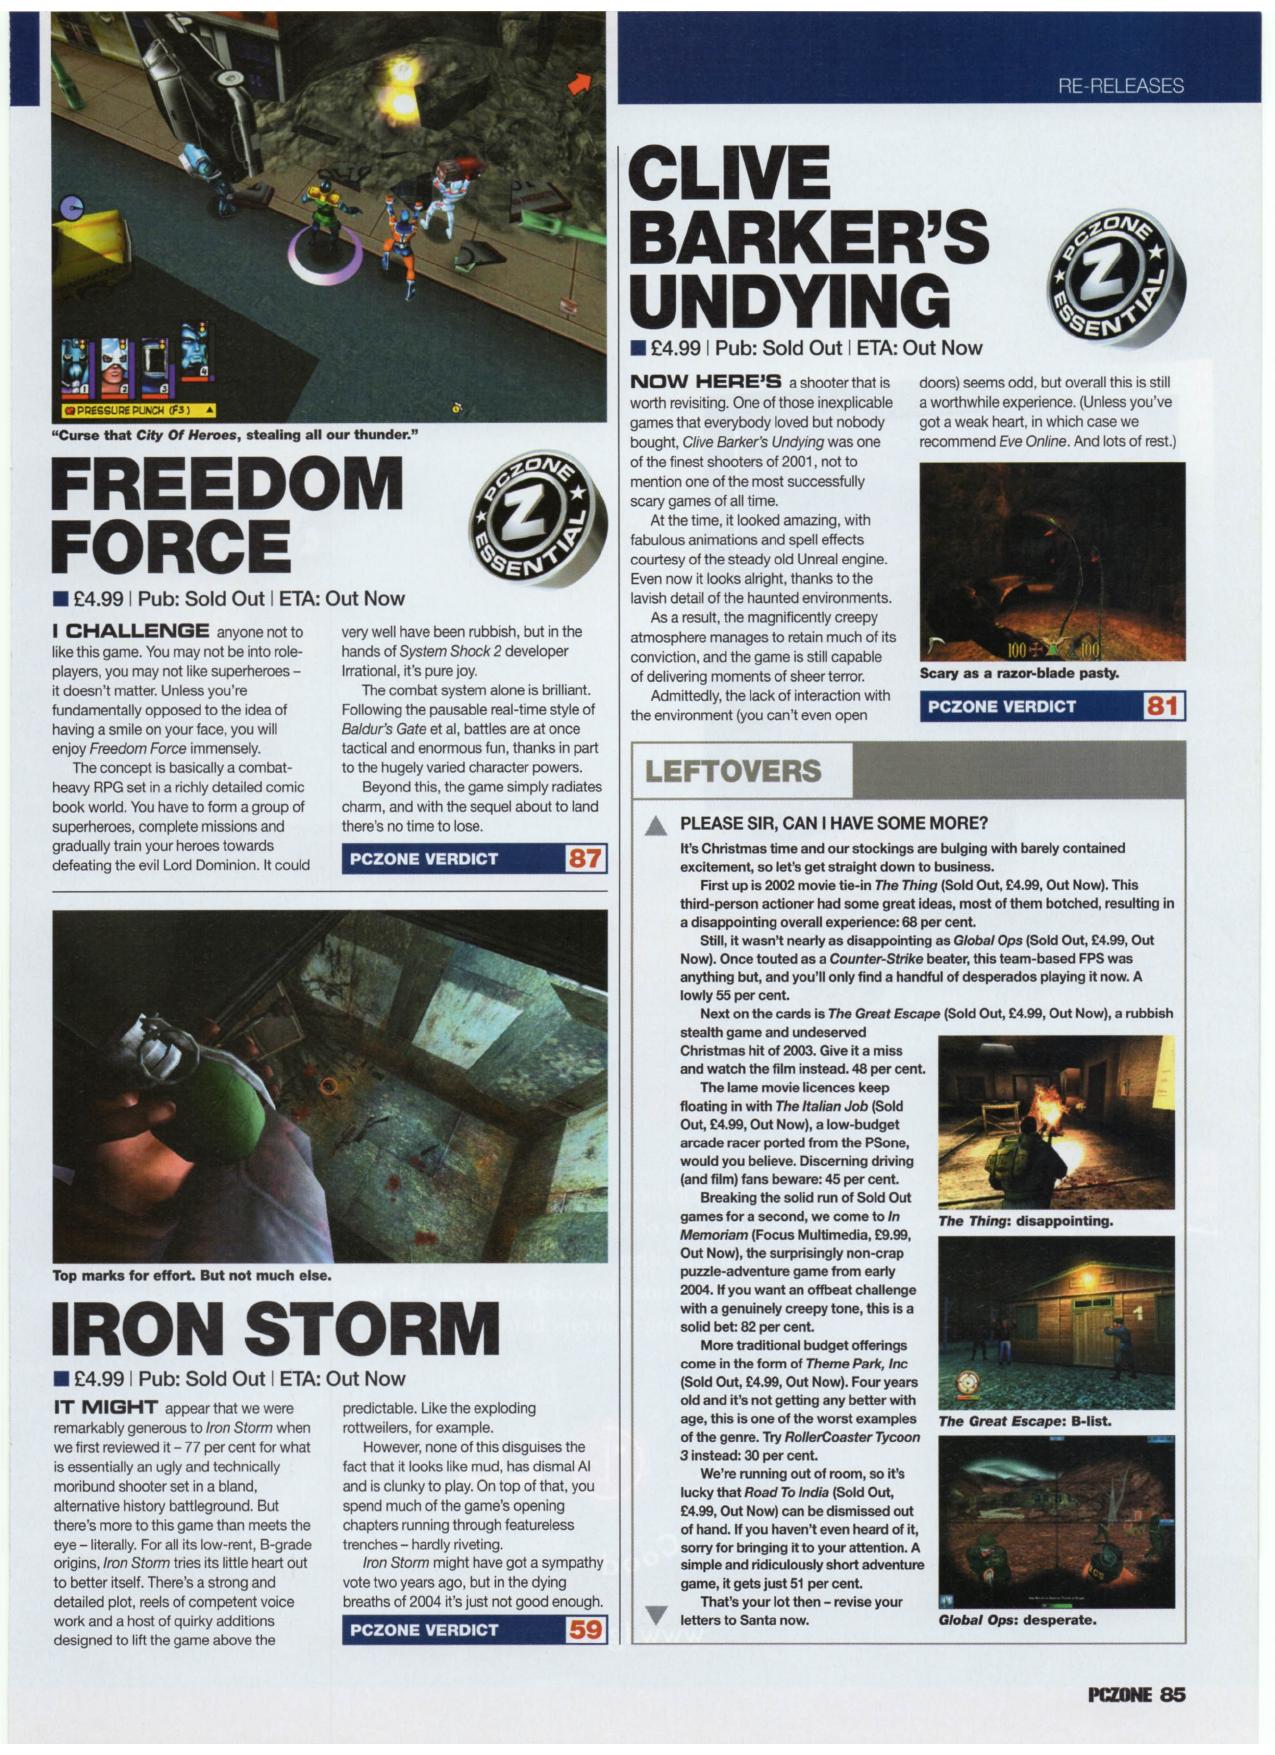 RE-RELEASES
PRESSURE PUNCH (F3)
"Curse that City Of Heroes, stealing all our thunder."
FREEDOM
FORCE
PCZONE
Z
ESSENTIAL
£4.99 | Pub: Sold Out | ETA: Out Now
I CHALLENGE anyone not to
like this game. You may not be into role-
players, you may not like superheroes –
it doesn't matter. Unless you're
fundamentally opposed to the idea of
having a smile on your face, you will
enjoy Freedom Force immensely.
The concept is basically a combat-
heavy RPG set in a richly detailed comic
book world. You have to form a group of
superheroes, complete missions and
gradually train your heroes towards
defeating the evil Lord Dominion. It could
very well have been rubbish, but in the
hands of System Shock 2 developer
Irrational, it's pure joy.
The combat system alone is brilliant.
Following the pausable real-time style of
Baldur's Gate et al, battles are at once
tactical and enormous fun, thanks in part
to the hugely varied character powers.
Beyond this, the game simply radiates
charm, and with the sequel about to land
there's no time to lose.
PCZONE VERDICT 87
Top marks for effort. But not much else.
IRON STORM
£4.99 | Pub: Sold Out | ETA: Out Now
IT MIGHT appear that we were
remarkably generous to Iron Storm when
we first reviewed it – 77 per cent for what
is essentially an ugly and technically
moribund shooter set in a bland,
alternative history battleground. But
there's more to this game than meets the
eye – literally. For all its low-rent, B-grade
origins, Iron Storm tries its little heart out
to better itself. There's a strong and
detailed plot, reels of competent voice
work and a host of quirky additions
designed to lift the game above the
predictable. Like the exploding
rottweilers, for example.
However, none of this disguises the
fact that it looks like mud, has dismal AI
and is clunky to play. On top of that, you
spend much of the game's opening
chapters running through featureless
trenches – hardly riveting.
Iron Storm might have got a sympathy
vote two years ago, but in the dying
breaths of 2004 it's just not good enough.
PCZONE VERDICT 59
CLIVE
BARKER'S
UNDYING
PCZONE
Z
ESSENTIAL
£4.99 | Pub: Sold Out | ETA: Out Now
NOW HERE'S a shooter that is
worth revisiting. One of those inexplicable
games that everybody loved but nobody
bought, Clive Barker's Undying was one
of the finest shooters of 2001, not to
mention one of the most successfully
scary games of all time.
At the time, it looked amazing, with
fabulous animations and spell effects
courtesy of the steady old Unreal engine.
Even now it looks alright, thanks to the
lavish detail of the haunted environments.
As a result, the magnificently creepy
atmosphere manages to retain much of its
conviction, and the game is still capable
of delivering moments of sheer terror.
Admittedly, the lack of interaction with
the environment (you can't even open
doors) seems odd, but overall this is still
a worthwhile experience. (Unless you've
got a weak heart, in which case we
recommend Eve Online. And lots of rest.)
100 100
Scary as a razor-blade pasty.
PCZONE VERDICT 81
LEFTOVERS
PLEASE SIR, CAN I HAVE SOME MORE?
It's Christmas time and our stockings are bulging with barely contained
excitement, so let's get straight down to business.
First up is 2002 movie tie-in The Thing (Sold Out, £4.99, Out Now). This
third-person actioner had some great ideas, most of them botched, resulting in
a disappointing overall experience: 68 per cent.
Still, it wasn't nearly as disappointing as Global Ops (Sold Out, £4.99, Out
Now). Once touted as a Counter-Strike beater, this team-based FPS was
anything but, and you'll only find a handful of desperados playing it now. A
lowly 55 per cent.
Next on the cards is The Great Escape (Sold Out, £4.99, Out Now), a rubbish
stealth game and undeserved
Christmas hit of 2003. Give it a miss
and watch the film instead. 48 per cent.
The lame movie licences keep
floating in with The Italian Job (Sold
Out, £4.99, Out Now), a low-budget
arcade racer ported from the PSone,
would you believe. Discerning driving
(and film) fans beware: 45 per cent.
Breaking the solid run of Sold Out
games for a second, we come to In
Memoriam (Focus Multimedia, £9.99,
Out Now), the surprisingly non-crap
puzzle-adventure game from early
2004. If you want an offbeat challenge
with a genuinely creepy tone, this is a
solid bet: 82 per cent.
More traditional budget offerings
come in the form of Theme Park, Inc
(Sold Out, £4.99, Out Now). Four years
old and it's not getting any better with
age, this is one of the worst examples
of the genre. Try RollerCoaster Tycoon
3 instead: 30 per cent.
We're running out of room, so it's
lucky that Road To India (Sold Out,
£4.99, Out Now) can be dismissed out
of hand. If you haven't even heard of it,
sorry for bringing it to your attention. A
simple and ridiculously short adventure
game, it gets just 51 per cent.
That's your lot then – revise your
letters to Santa now.
The Thing: disappointing.
The Great Escape: B-list.
Global Ops: desperate.
PCZONE 85